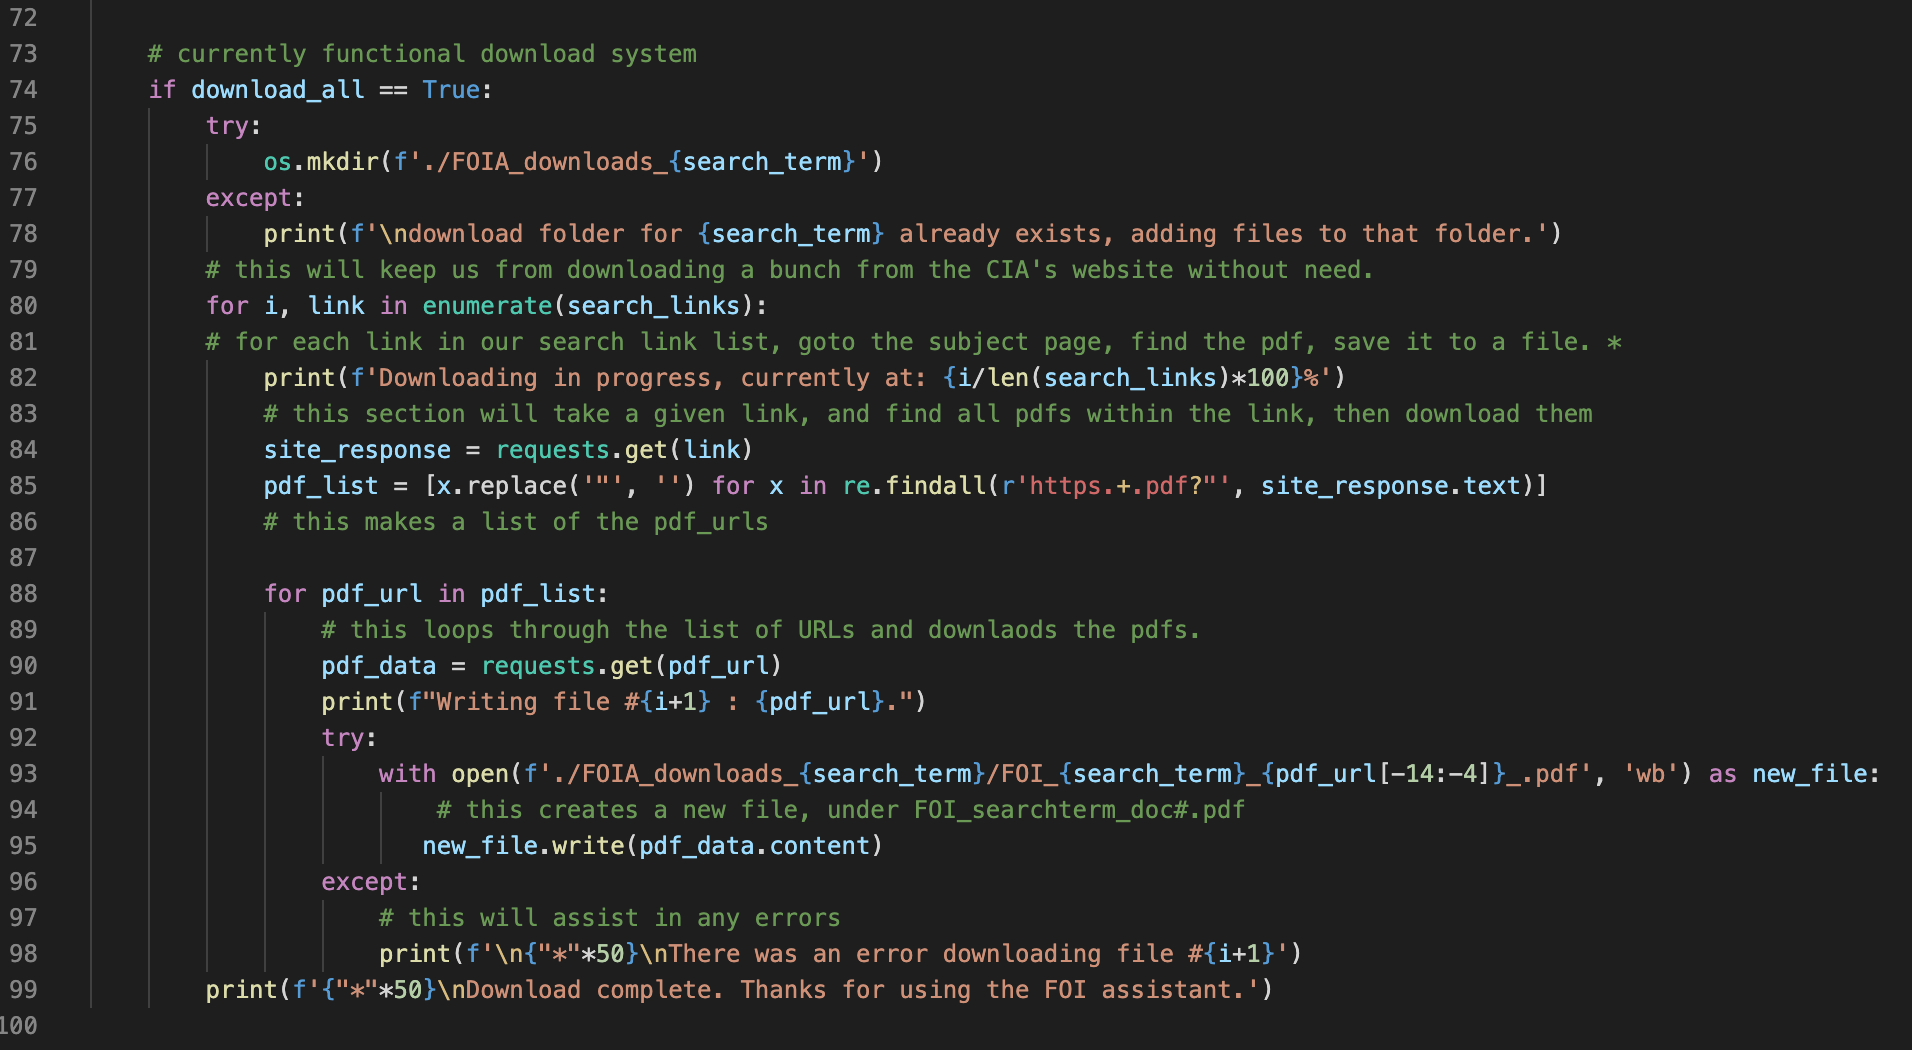 72
73 # currently functional download system
74 if download_all == True:
75 try:
76 os.mkdir(f'./FOIA_downloads_{search_term}')
77 except:
78 print(f'\ndownload folder for {search_term} already exists, adding files to that folder.')
79 # this will keep us from downloading a bunch from the CIA's website without need.
80 for i, link in enumerate(search_links):
81 # for each link in our search link list, goto the subject page, find the pdf, save it to a file. *
82 print(f'Downloading in progress, currently at: {i/len(search_links)*100}%')
83 # this section will take a given link, and find all pdfs within the link, then download them
84 site_response = requests.get(link)
85 pdf_list = [x.replace('"', '') for x in re.findall(r'https.+.pdf?"', site_response.text)]
86 # this makes a list of the pdf_urls
87
88 for pdf_url in pdf_list:
89 # this loops through the list of URLs and downlaods the pdfs.
90 pdf_data = requests.get(pdf_url)
91 print(f"Writing file #{i+1} : {pdf_url}.")
92 try:
93 with open(f'./FOIA_downloads_{search_term}/FOI_{search_term}_{pdf_url[-14:-4]}_.pdf', 'wb') as new_file:
94 # this creates a new file, under FOI_searchterm_doc#.pdf
95 new_file.write(pdf_data.content)
96 except:
97 # this will assist in any errors
98 print(f'\n{"*"*50}\nThere was an error downloading file #{i+1}')
99 print(f'{"*"*50}\nDownload complete. Thanks for using the FOI assistant.')
100